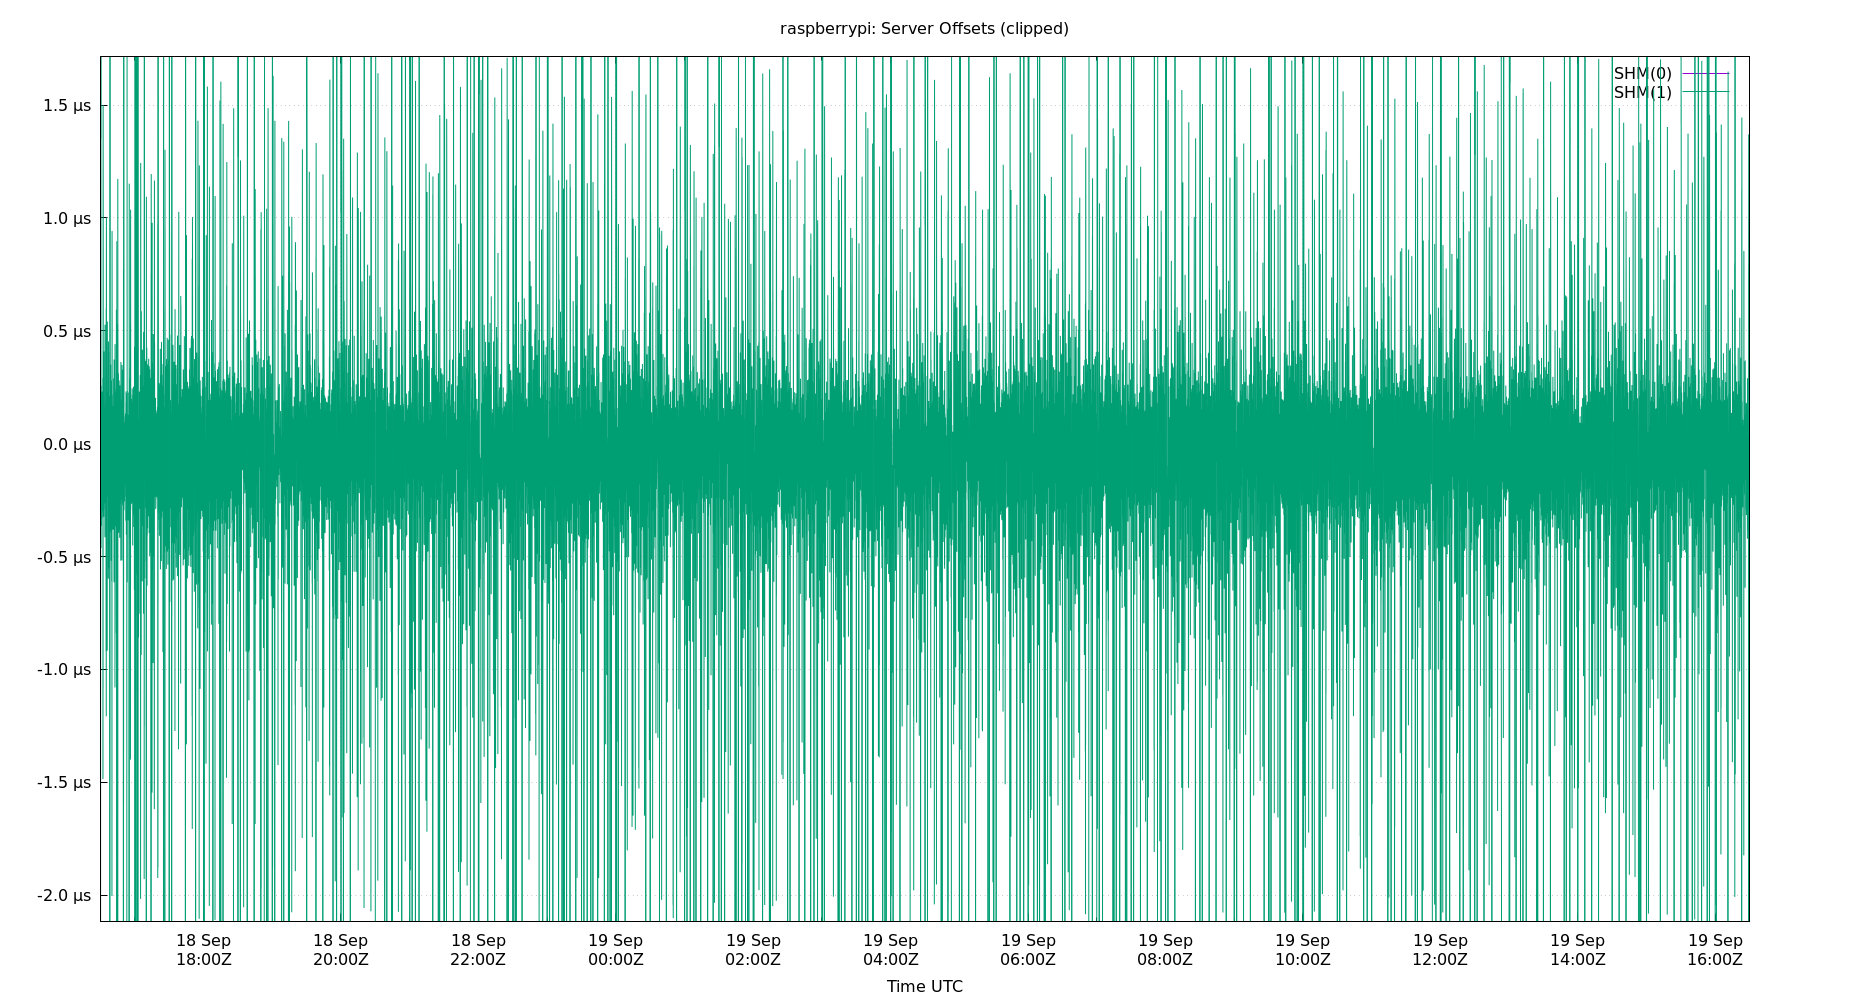 raspberrypi: Server Offsets (clipped)
SHM(0)
SHM(1)
1.5 µs
1.0 µs
0.5 µs
0.0 µs
-0.5 µs
-1.0 µs
-1.5 µs
-2.0 µs
18 Sep 18 Sep 18 Sep 19 Sep 19 Sep 19 Sep 19 Sep 19 Sep 19 Sep 19 Sep 19 Sep 19 Sep
18:00Z 20:00Z 22:00Z 00:00Z 02:00Z 04:00Z 06:00Z 08:00Z 10:00Z 12:00Z 14:00Z 16:00Z
Time UTC